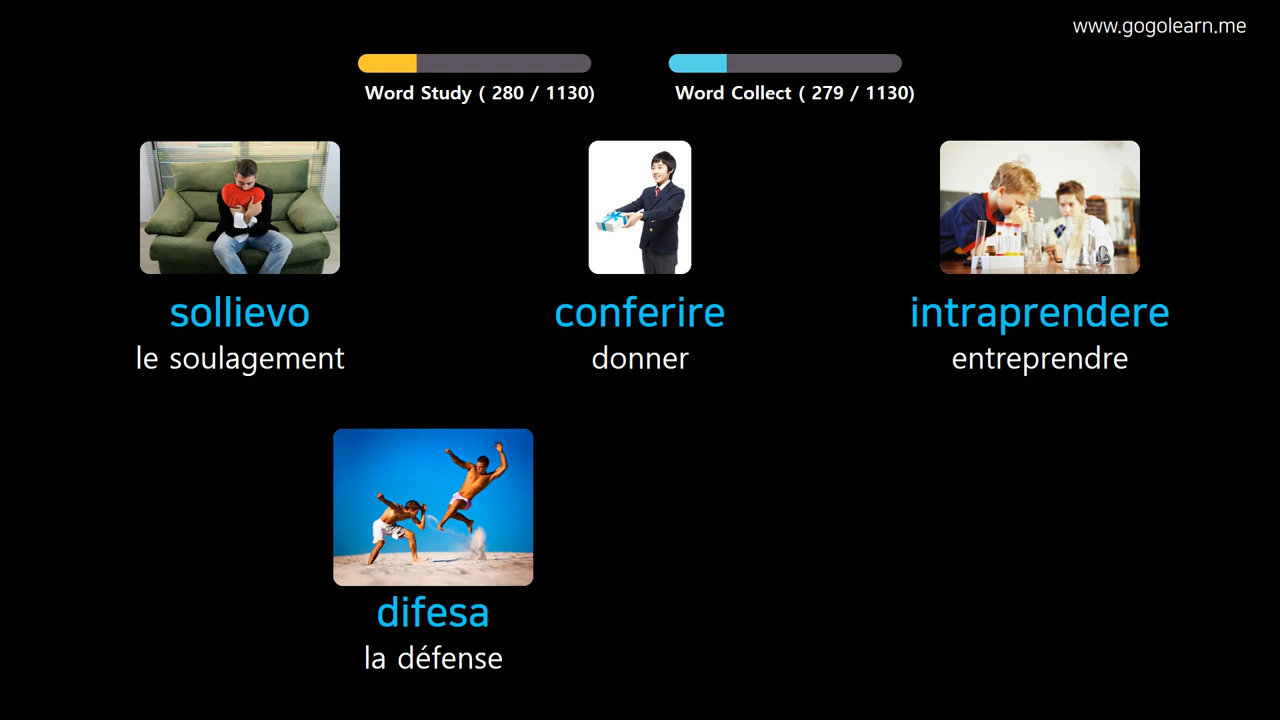 www.gogolearn.me
Word Study ( 280 / 1130)
Word Collect ( 279 / 1130)
sollievo
le soulagement
conferire
donner
intraprendere
entreprendre
difesa
la défense